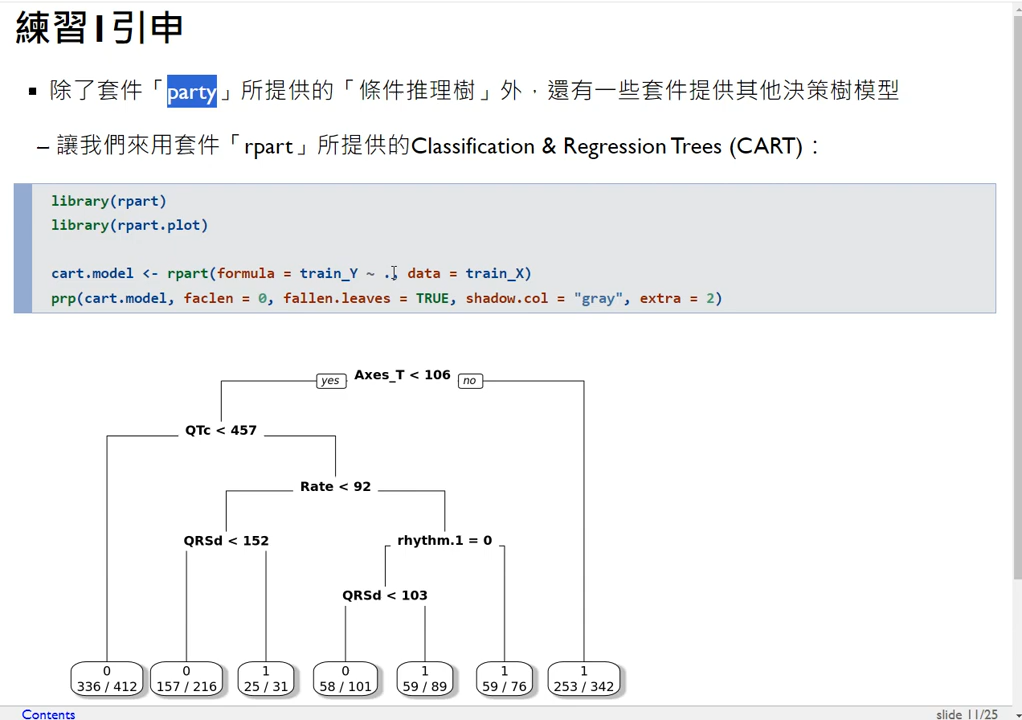 練習1引申
▪ 除了套件「party」所提供的「條件推理樹」外，還有一些套件提供其他決策樹模型
– 讓我們來用套件「rpart」所提供的Classification & Regression Trees (CART)：
library(rpart)
library(rpart.plot)
cart.model <- rpart(formula = train_Y ~ ., data = train_X)
prp(cart.model, faclen = 0, fallen.leaves = TRUE, shadow.col = "gray", extra = 2)
yes Axes_T < 106 no
QTc < 457
Rate < 92
QRSd < 152 rhythm.1 = 0
QRSd < 103
0 0 1 0 1 1 1
336 / 412 157 / 216 25 / 31 58 / 101 59 / 89 59 / 76 253 / 342
Contents slide 11/25